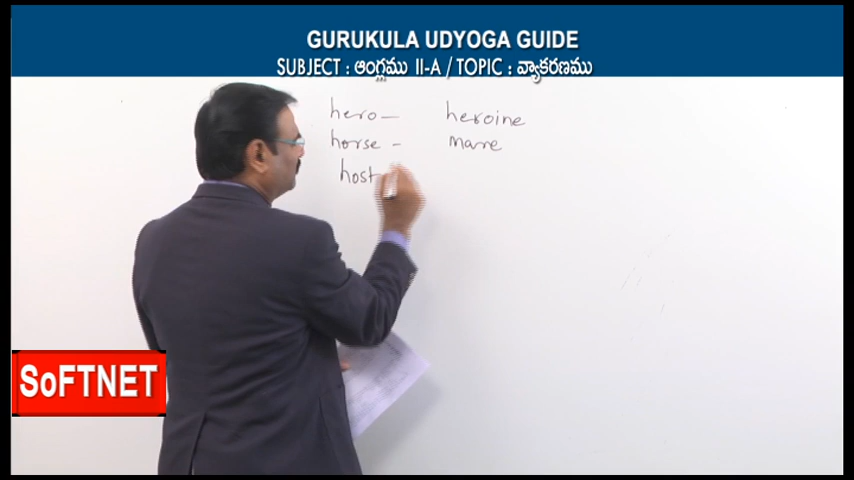 GURUKULA UDYOGA GUIDE
SUBJECT : ఆంగ్లము II-A / TOPIC : వ్యాకరణము
hero – heroine
horse – mare
host
SoFTNET